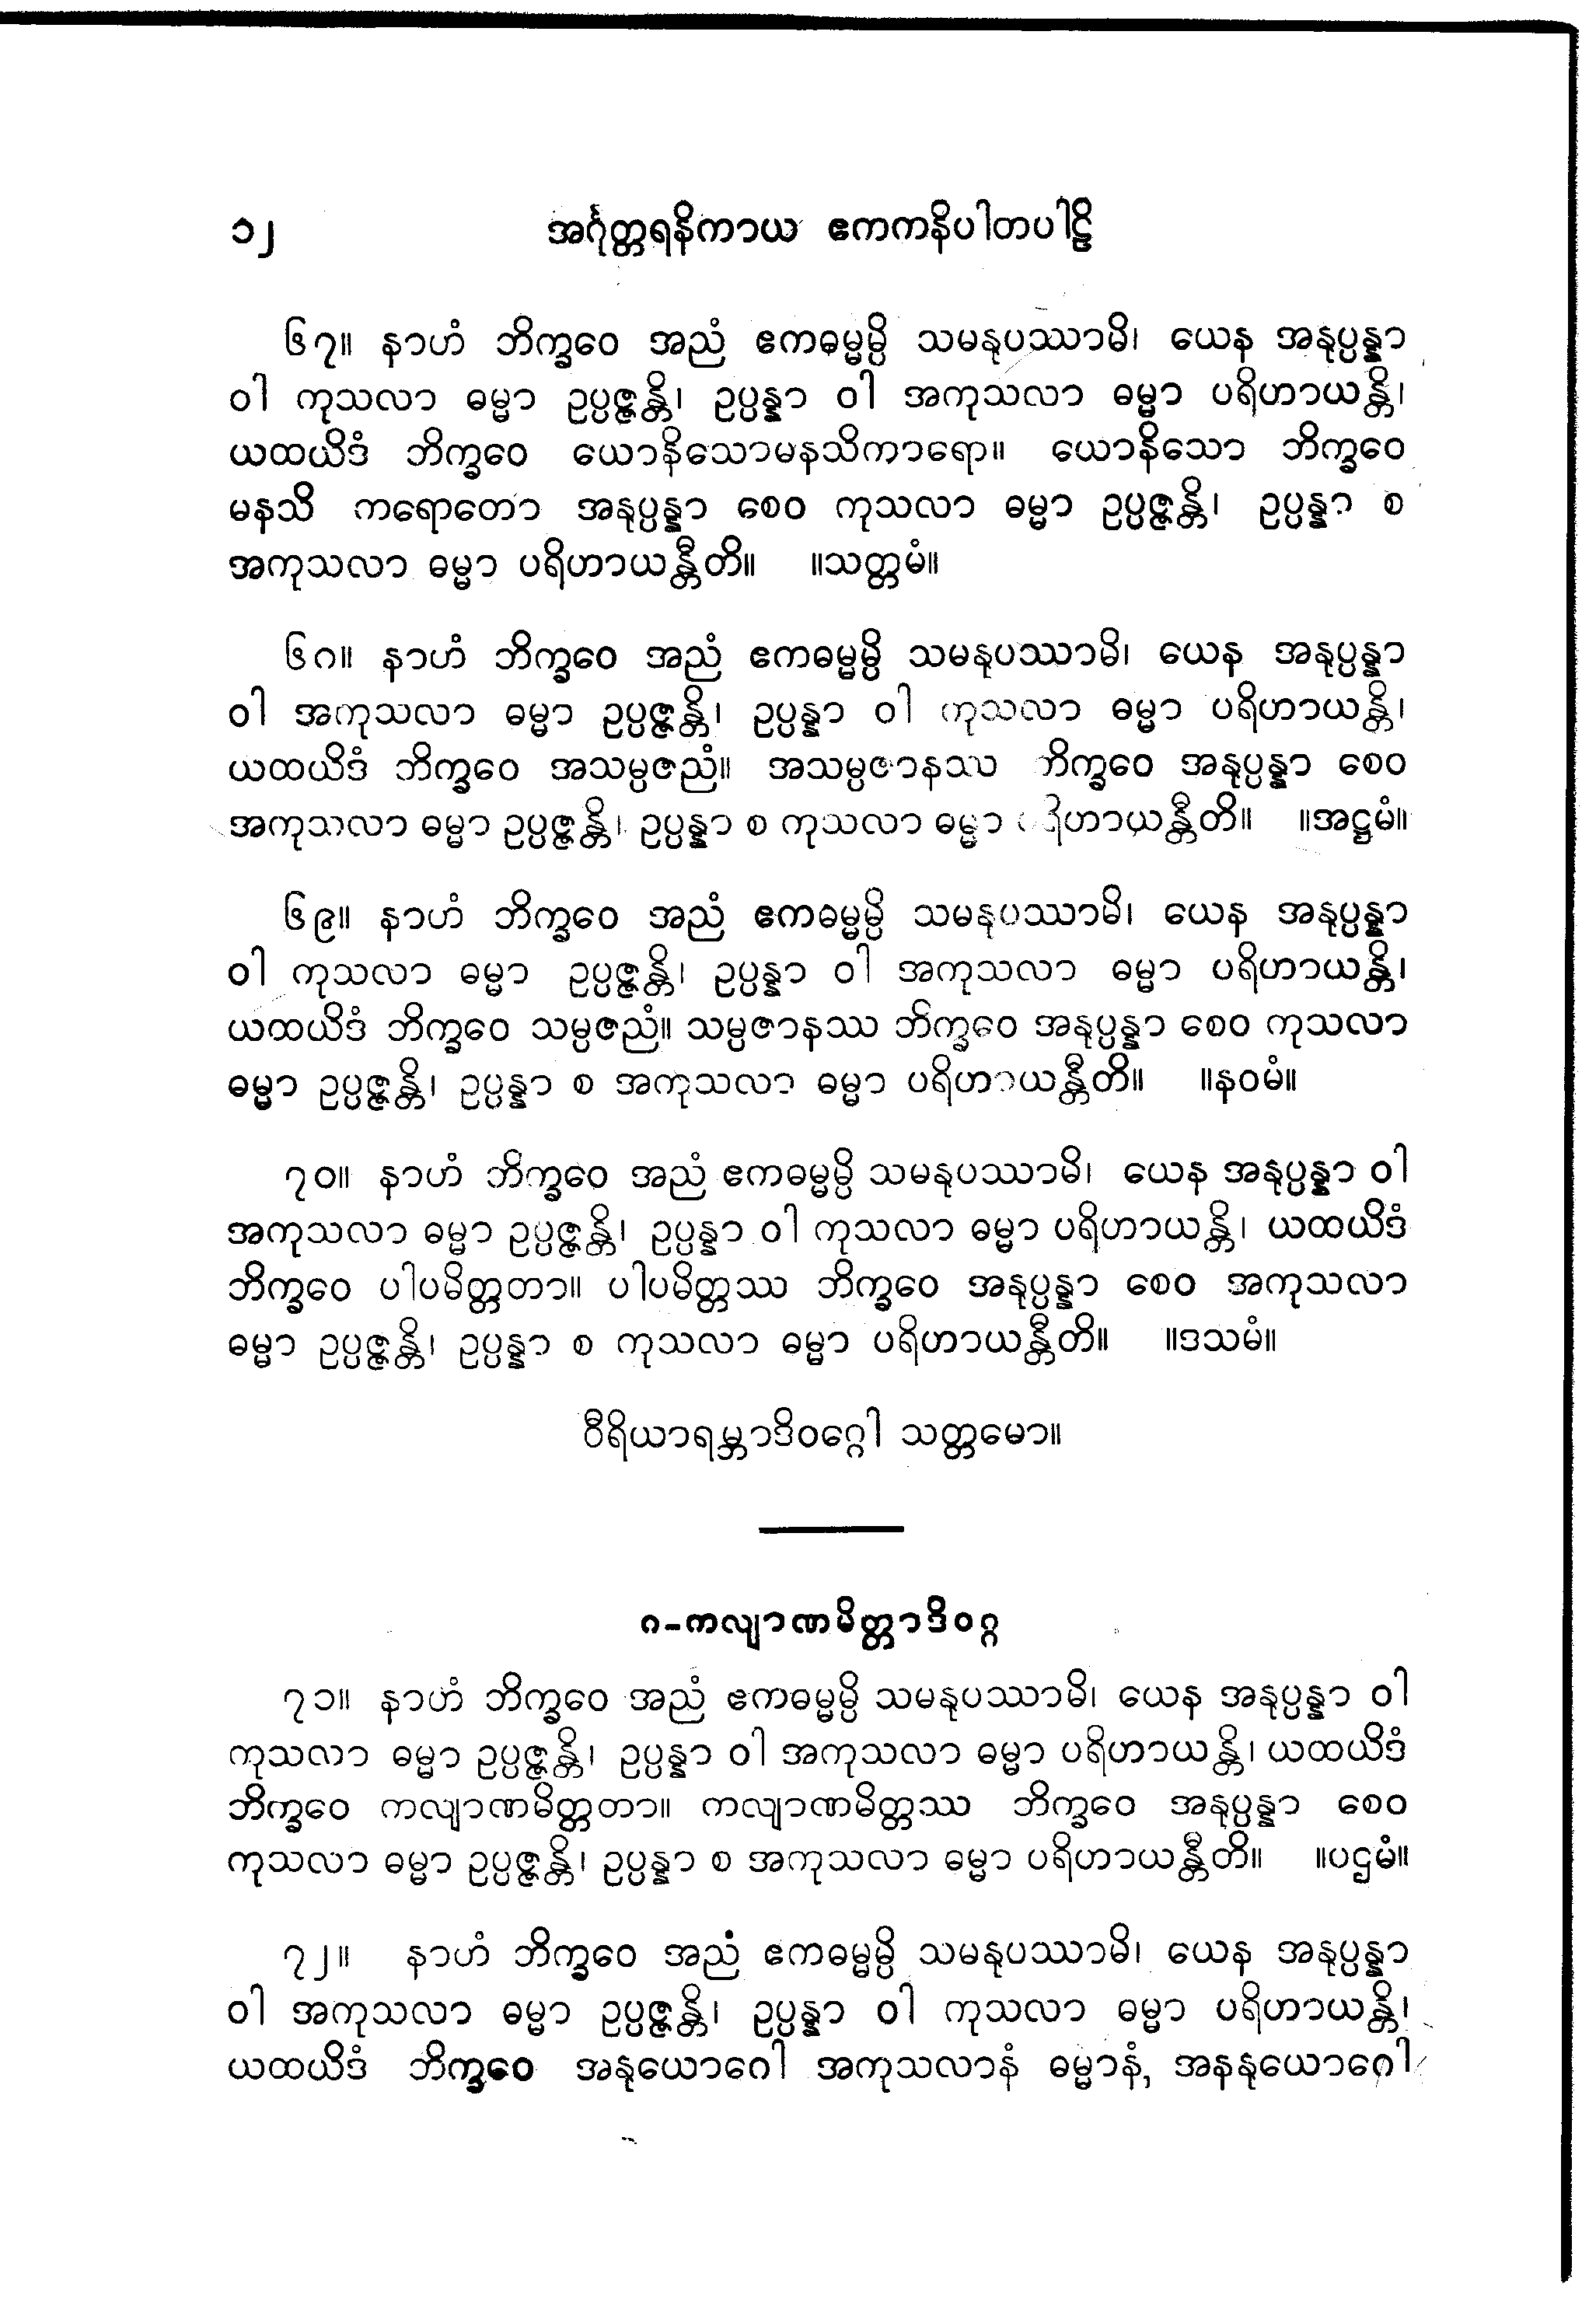 ၁၂ အင်္ဂုတ္တရနိကာယ ဧကကနိပါတပါဠိ
၆၇။ နာဟံ ဘိက္ခဝေ အညံ ဧကဓမ္မမ္ပိ သမနုပဿာမိ၊ ယေန အနုပ္ပန္နာ
ဝါ ကုသလာ ဓမ္မာ ဥပ္ပဇ္ဇန္တိ၊ ဥပ္ပန္နာ ဝါ အကုသလာ ဓမ္မာ ပရိဟာယန္တိ၊
ယထယိဒံ ဘိက္ခဝေ ယောနိသောမနသိကာရော။ ယောနိသော ဘိက္ခဝေ
မနသိ ကရောတော အနုပ္ပန္နာ စေဝ ကုသလာ ဓမ္မာ ဥပ္ပဇ္ဇန္တိ၊ ဥပ္ပန္နာ စ
အကုသလာ ဓမ္မာ ပရိဟာယန္တီတိ။ ။သတ္တမံ။
၆၈။ နာဟံ ဘိက္ခဝေ အညံ ဧကဓမ္မမ္ပိ သမနုပဿာမိ၊ ယေန အနုပ္ပန္နာ
ဝါ အကုသလာ ဓမ္မာ ဥပ္ပဇ္ဇန္တိ၊ ဥပ္ပန္နာ ဝါ ကုသလာ ဓမ္မာ ပရိဟာယန္တိ၊
ယထယိဒံ ဘိက္ခဝေ အသမ္ပဇညံ။ အသမ္ပဇာနဿ ဘိက္ခဝေ အနုပ္ပန္နာ စေဝ
အကုသလာ ဓမ္မာ ဥပ္ပဇ္ဇန္တိ၊ ဥပ္ပန္နာ စ ကုသလာ ဓမ္မာ ပရိဟာယန္တီတိ။ ။အဋ္ဌမံ။
၆၉။ နာဟံ ဘိက္ခဝေ အညံ ဧကဓမ္မမ္ပိ သမနုပဿာမိ၊ ယေန အနုပ္ပန္နာ
ဝါ ကုသလာ ဓမ္မာ ဥပ္ပဇ္ဇန္တိ၊ ဥပ္ပန္နာ ဝါ အကုသလာ ဓမ္မာ ပရိဟာယန္တိ၊
ယထယိဒံ ဘိက္ခဝေ သမ္ပဇညံ။ သမ္ပဇာနဿ ဘိက္ခဝေ အနုပ္ပန္နာ စေဝ ကုသလာ
ဓမ္မာ ဥပ္ပဇ္ဇန္တိ၊ ဥပ္ပန္နာ စ အကုသလာ ဓမ္မာ ပရိဟာယန္တီတိ။ ။နဝမံ။
၇၀။ နာဟံ ဘိက္ခဝေ အညံ ဧကဓမ္မမ္ပိ သမနုပဿာမိ၊ ယေန အနုပ္ပန္နာ ဝါ
အကုသလာ ဓမ္မာ ဥပ္ပဇ္ဇန္တိ၊ ဥပ္ပန္နာ ဝါ ကုသလာ ဓမ္မာ ပရိဟာယန္တိ၊ ယထယိဒံ
ဘိက္ခဝေ ပါပမိတ္တတာ။ ပါပမိတ္တဿ ဘိက္ခဝေ အနုပ္ပန္နာ စေဝ အကုသလာ
ဓမ္မာ ဥပ္ပဇ္ဇန္တိ၊ ဥပ္ပန္နာ စ ကုသလာ ဓမ္မာ ပရိဟာယန္တီတိ။ ။ဒသမံ။
ဝီရိယာရမ္ဘာဒိဝဂ္ဂေါ သတ္တမော။
၈-ကလျာဏမိတ္တာဒိဝဂ္ဂ
၇၁။ နာဟံ ဘိက္ခဝေ အညံ ဧကဓမ္မမ္ပိ သမနုပဿာမိ၊ ယေန အနုပ္ပန္နာ ဝါ
ကုသလာ ဓမ္မာ ဥပ္ပဇ္ဇန္တိ၊ ဥပ္ပန္နာ ဝါ အကုသလာ ဓမ္မာ ပရိဟာယန္တိ၊ ယထယိဒံ
ဘိက္ခဝေ ကလျာဏမိတ္တတာ။ ကလျာဏမိတ္တဿ ဘိက္ခဝေ အနုပ္ပန္နာ စေဝ
ကုသလာ ဓမ္မာ ဥပ္ပဇ္ဇန္တိ၊ ဥပ္ပန္နာ စ အကုသလာ ဓမ္မာ ပရိဟာယန္တီတိ။ ။ပဌမံ။
၇၂။ နာဟံ ဘိက္ခဝေ အညံ ဧကဓမ္မမ္ပိ သမနုပဿာမိ၊ ယေန အနုပ္ပန္နာ
ဝါ အကုသလာ ဓမ္မာ ဥပ္ပဇ္ဇန္တိ၊ ဥပ္ပန္နာ ဝါ ကုသလာ ဓမ္မာ ပရိဟာယန္တိ၊
ယထယိဒံ ဘိက္ခဝေ အနုယောဂေါ အကုသလာနံ ဓမ္မာနံ, အနနုယောဂေါ